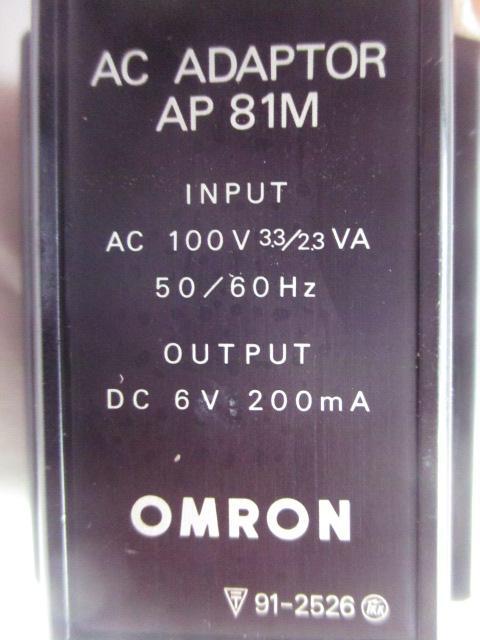 AC ADAPTOR
AP 81M
INPUT
AC 100V 3.3/2.3 VA
50/60Hz
OUTPUT
DC 6V 200mA
OMRON
91-2526